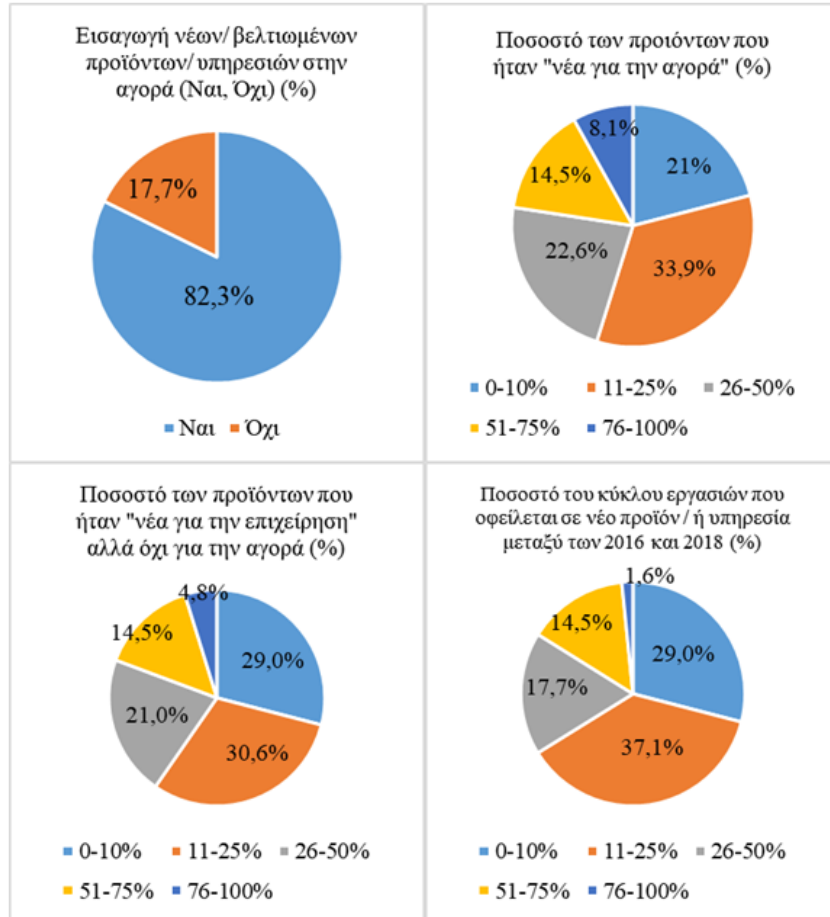 Εισαγωγή νέων/ βελτιωμένων
προϊόντων/ υπηρεσιών στην
αγορά (Ναι, Όχι) (%)
17,7%
82,3%
Ναι Όχι
Ποσοστό των προιόντων που
ήταν "νέα για την αγορά" (%)
8,1%
21%
14,5%
22,6%
33,9%
0-10% 11-25% 26-50%
51-75% 76-100%
Ποσοστό των προϊόντων που
ήταν "νέα για την επιχείρηση"
αλλά όχι για την αγορά (%)
4,8%
14,5%
29,0%
21,0%
30,6%
0-10% 11-25% 26-50%
51-75% 76-100%
Ποσοστό του κύκλου εργασιών που
οφείλεται σε νέο προϊόν / ή υπηρεσία
μεταξύ των 2016 και 2018 (%)
1,6%
14,5%
29,0%
17,7%
37,1%
0-10% 11-25% 26-50%
51-75% 76-100%